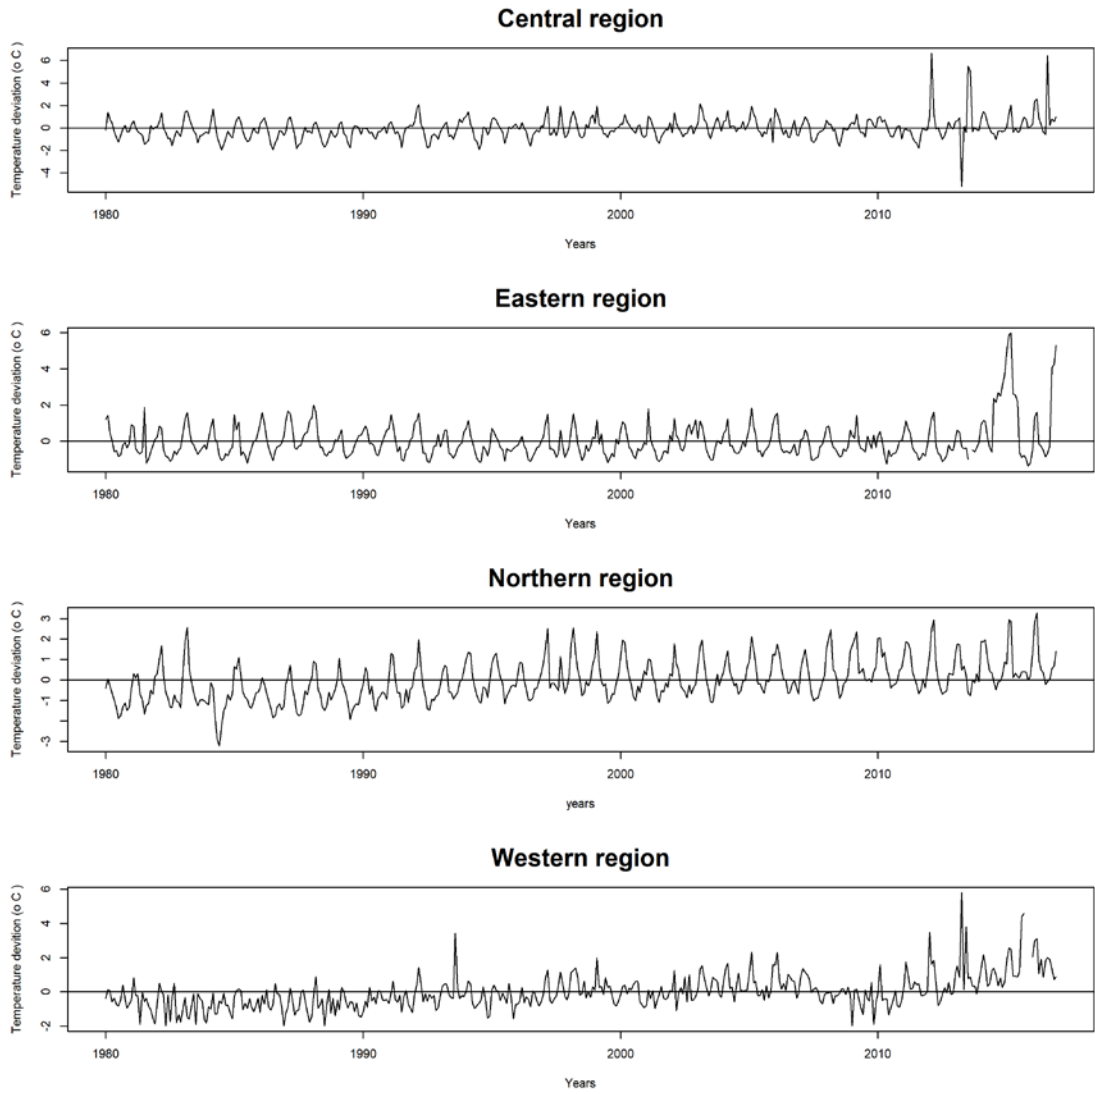 Central region
Temperature deviation (o C )
6
4
2
0
-2
-4
1980 1990 2000 2010
Years
Eastern region
Temperature deviation (o C )
6
4
2
0
1980 1990 2000 2010
Years
Northern region
Temperature deviation (o C )
3
2
1
0
-1
-3
1980 1990 2000 2010
years
Western region
Temperature devition (o C )
6
4
2
0
-2
1980 1990 2000 2010
Years